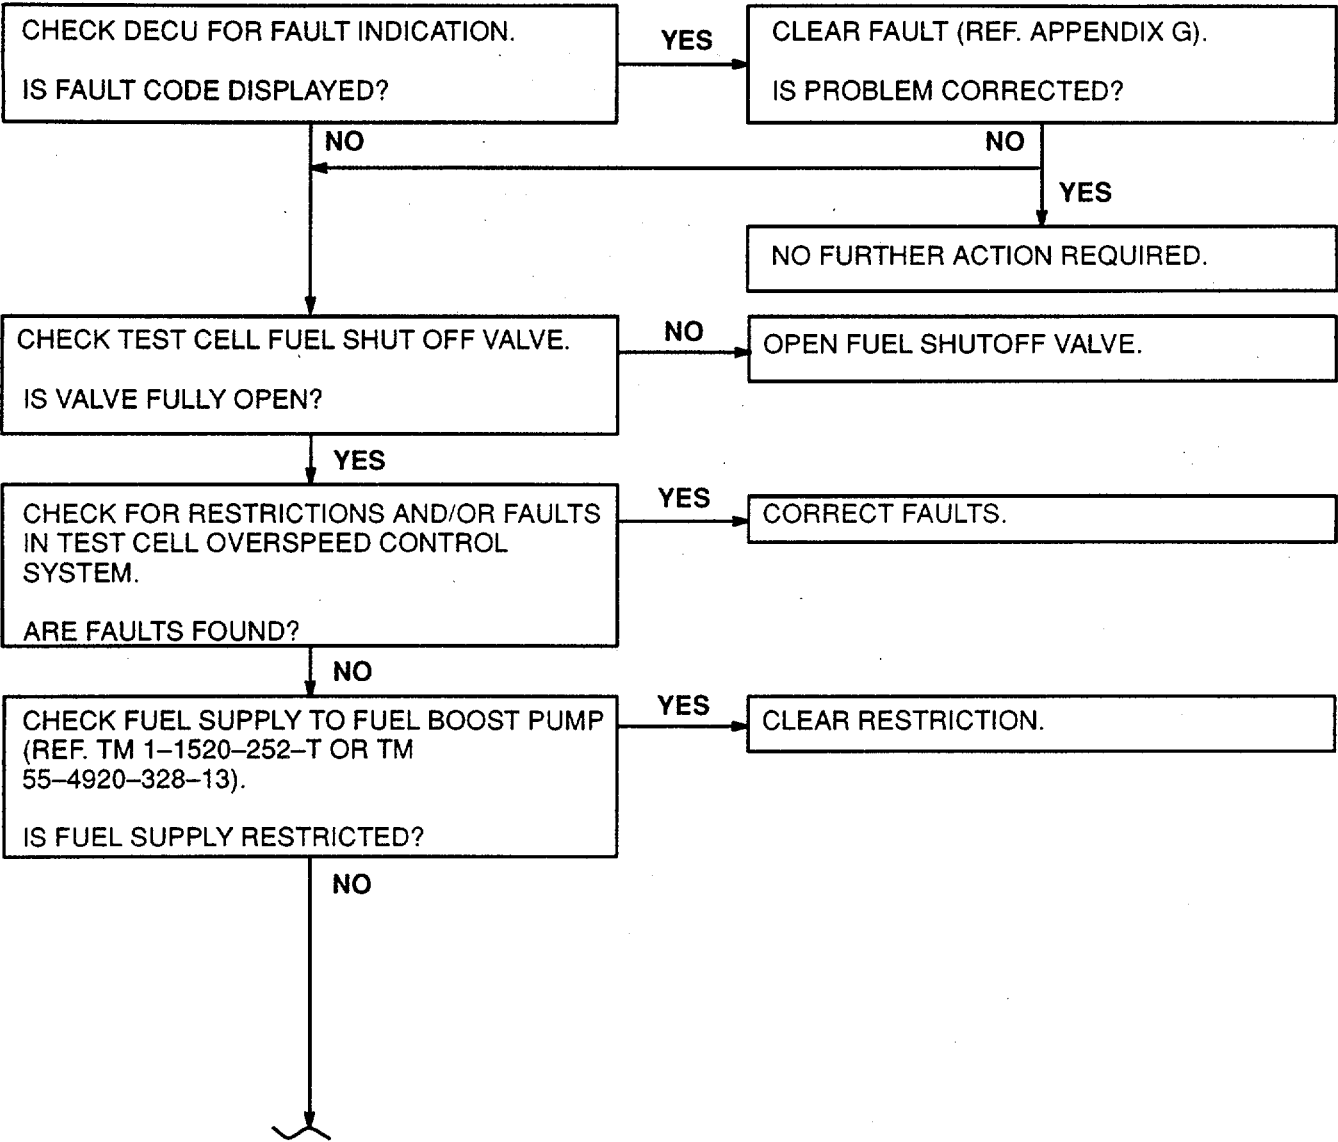 CHECK DECU FOR FAULT INDICATION.
IS FAULT CODE DISPLAYED?
YES
CLEAR FAULT (REF. APPENDIX G).
IS PROBLEM CORRECTED?
NO
NO
YES
NO FURTHER ACTION REQUIRED.
CHECK TEST CELL FUEL SHUT OFF VALVE.
IS VALVE FULLY OPEN?
NO
OPEN FUEL SHUTOFF VALVE.
YES
CHECK FOR RESTRICTIONS AND/OR FAULTS
IN TEST CELL OVERSPEED CONTROL
SYSTEM.
ARE FAULTS FOUND?
YES
CORRECT FAULTS.
NO
CHECK FUEL SUPPLY TO FUEL BOOST PUMP
(REF. TM 1–1520–252–T OR TM
55–4920–328–13).
IS FUEL SUPPLY RESTRICTED?
YES
CLEAR RESTRICTION.
NO